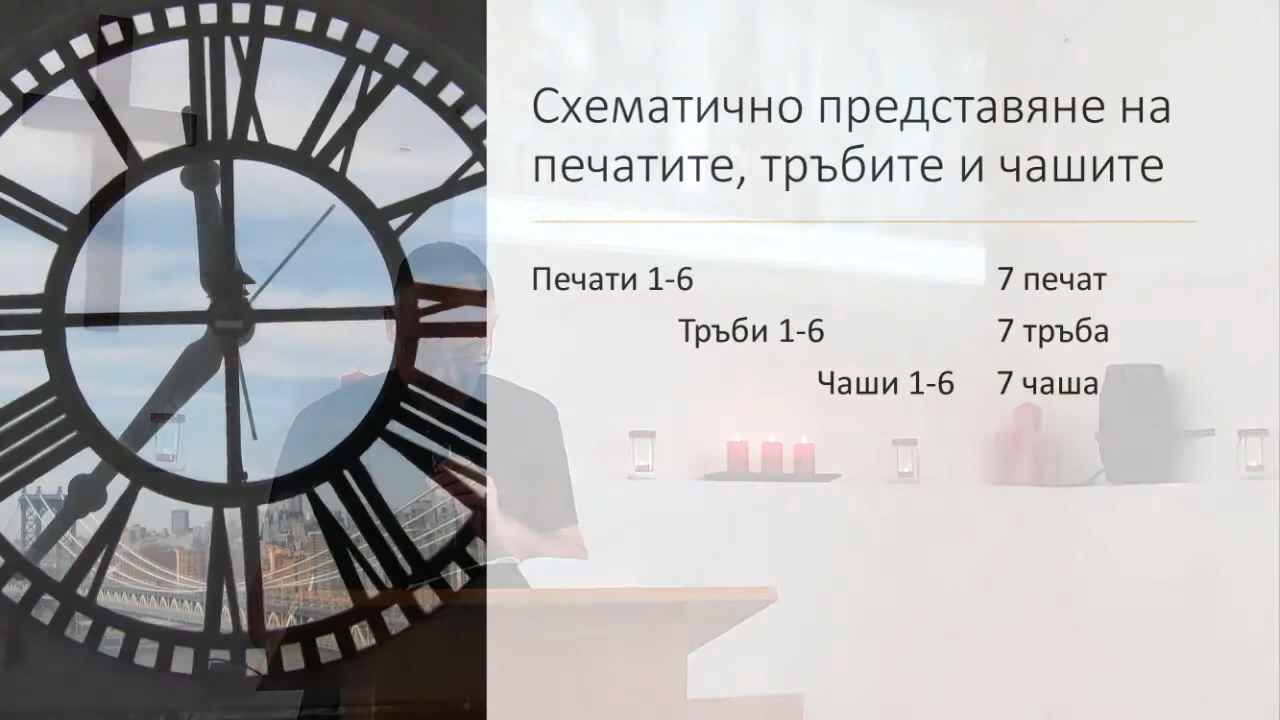 Схематично представяне на
печатите, тръбите и чашите
Печати 1-6 7 печат
Тръби 1-6 7 тръба
Чаши 1-6 7 чаша